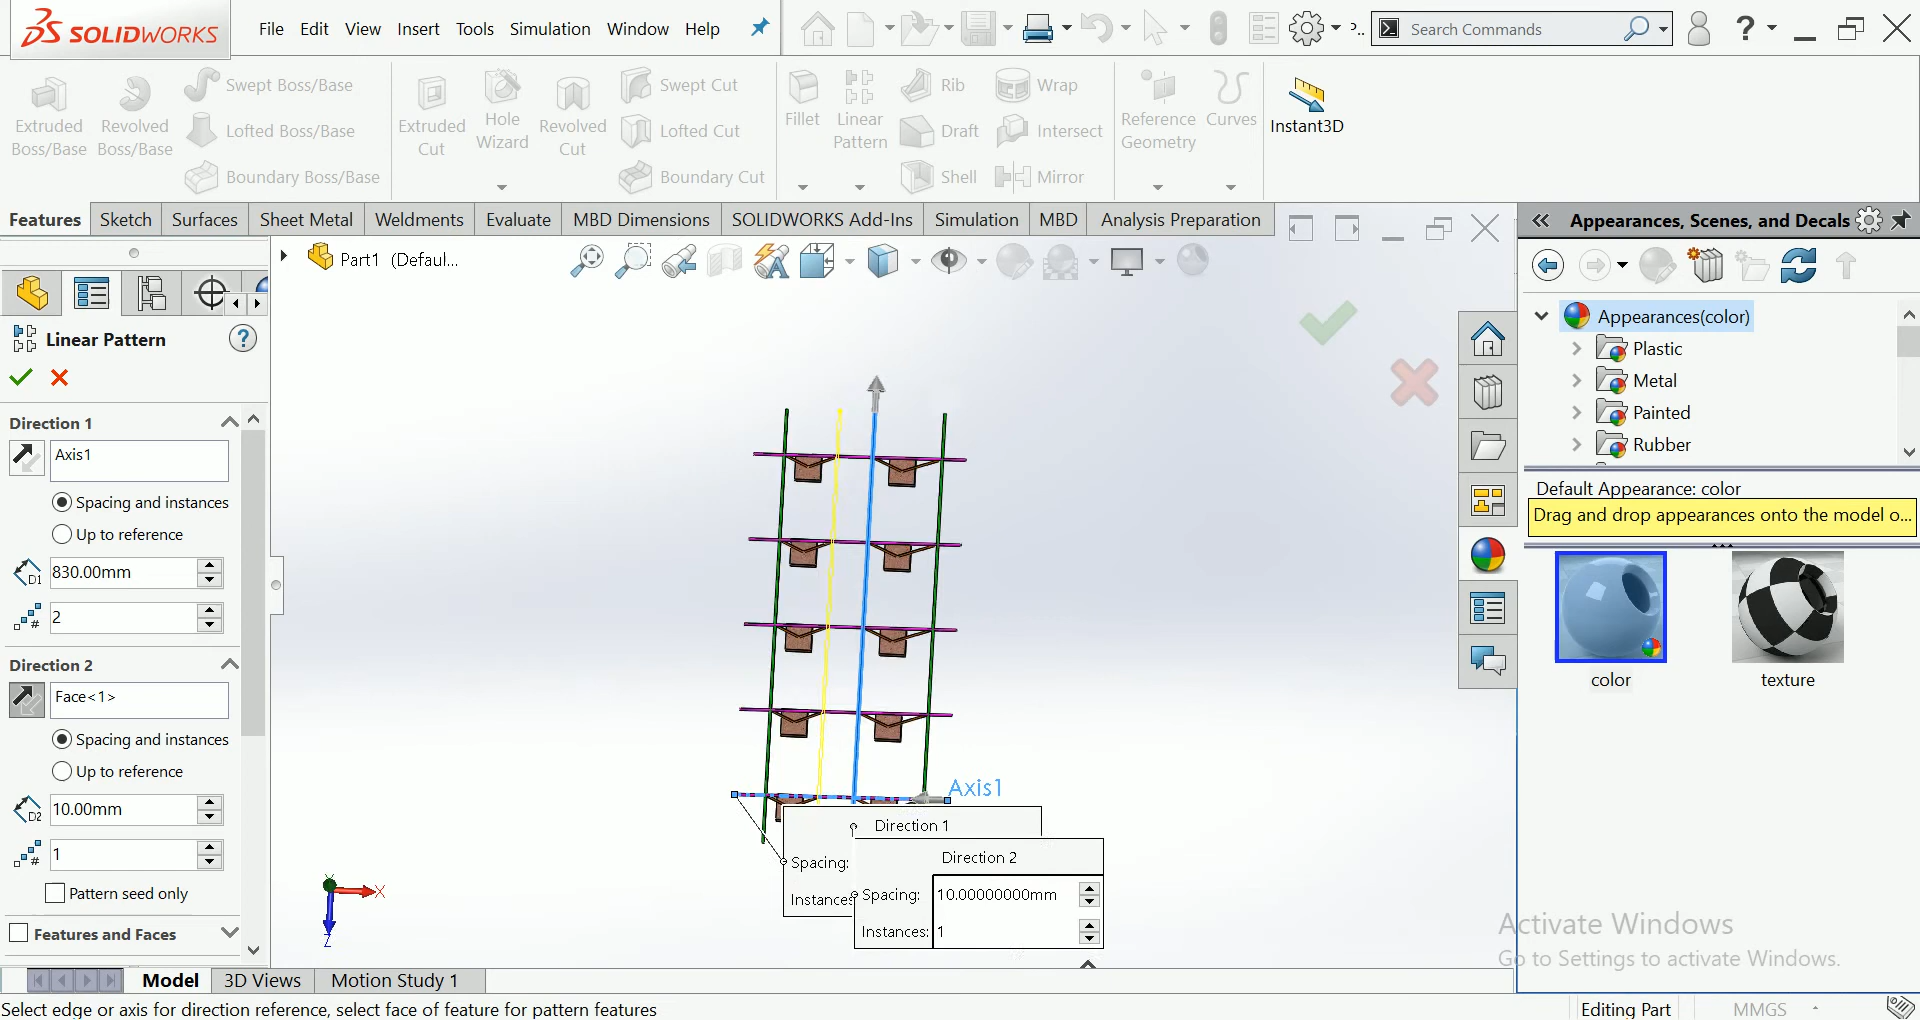 SOLIDWORKS
File Edit View Insert Tools Simulation Window Help
P..
Search Commands
?
Extruded Boss/Base
Revolved Boss/Base
Swept Boss/Base
Lofted Boss/Base
Boundary Boss/Base
Extruded Cut
Hole Wizard
Revolved Cut
Swept Cut
Lofted Cut
Boundary Cut
Fillet
Linear Pattern
Rib
Draft
Shell
Wrap
Intersect
Mirror
Reference Geometry
Curves
Instant3D
Features Sketch Surfaces Sheet Metal Weldments Evaluate MBD Dimensions SOLIDWORKS Add-Ins Simulation MBD Analysis Preparation
Part1 (Defaul...
Linear Pattern
?
Direction 1
Axis1
Spacing and instances
Up to reference
D1 830.00mm
# 2
Direction 2
Face<1>
Spacing and instances
Up to reference
D2 10.00mm
# 1
Pattern seed only
Features and Faces
Axis1
Direction 1
Spacing:
Instances
Direction 2
Spacing: 10.00000000mm
Instances: 1
Y
X
Z
Appearances, Scenes, and Decals
Appearances(color)
Plastic
Metal
Painted
Rubber
Default Appearance: color
Drag and drop appearances onto the model o...
color
texture
Activate Windows
Go to Settings to activate Windows.
Model 3D Views Motion Study 1
Select edge or axis for direction reference, select face of feature for pattern features
Editing Part
MMGS